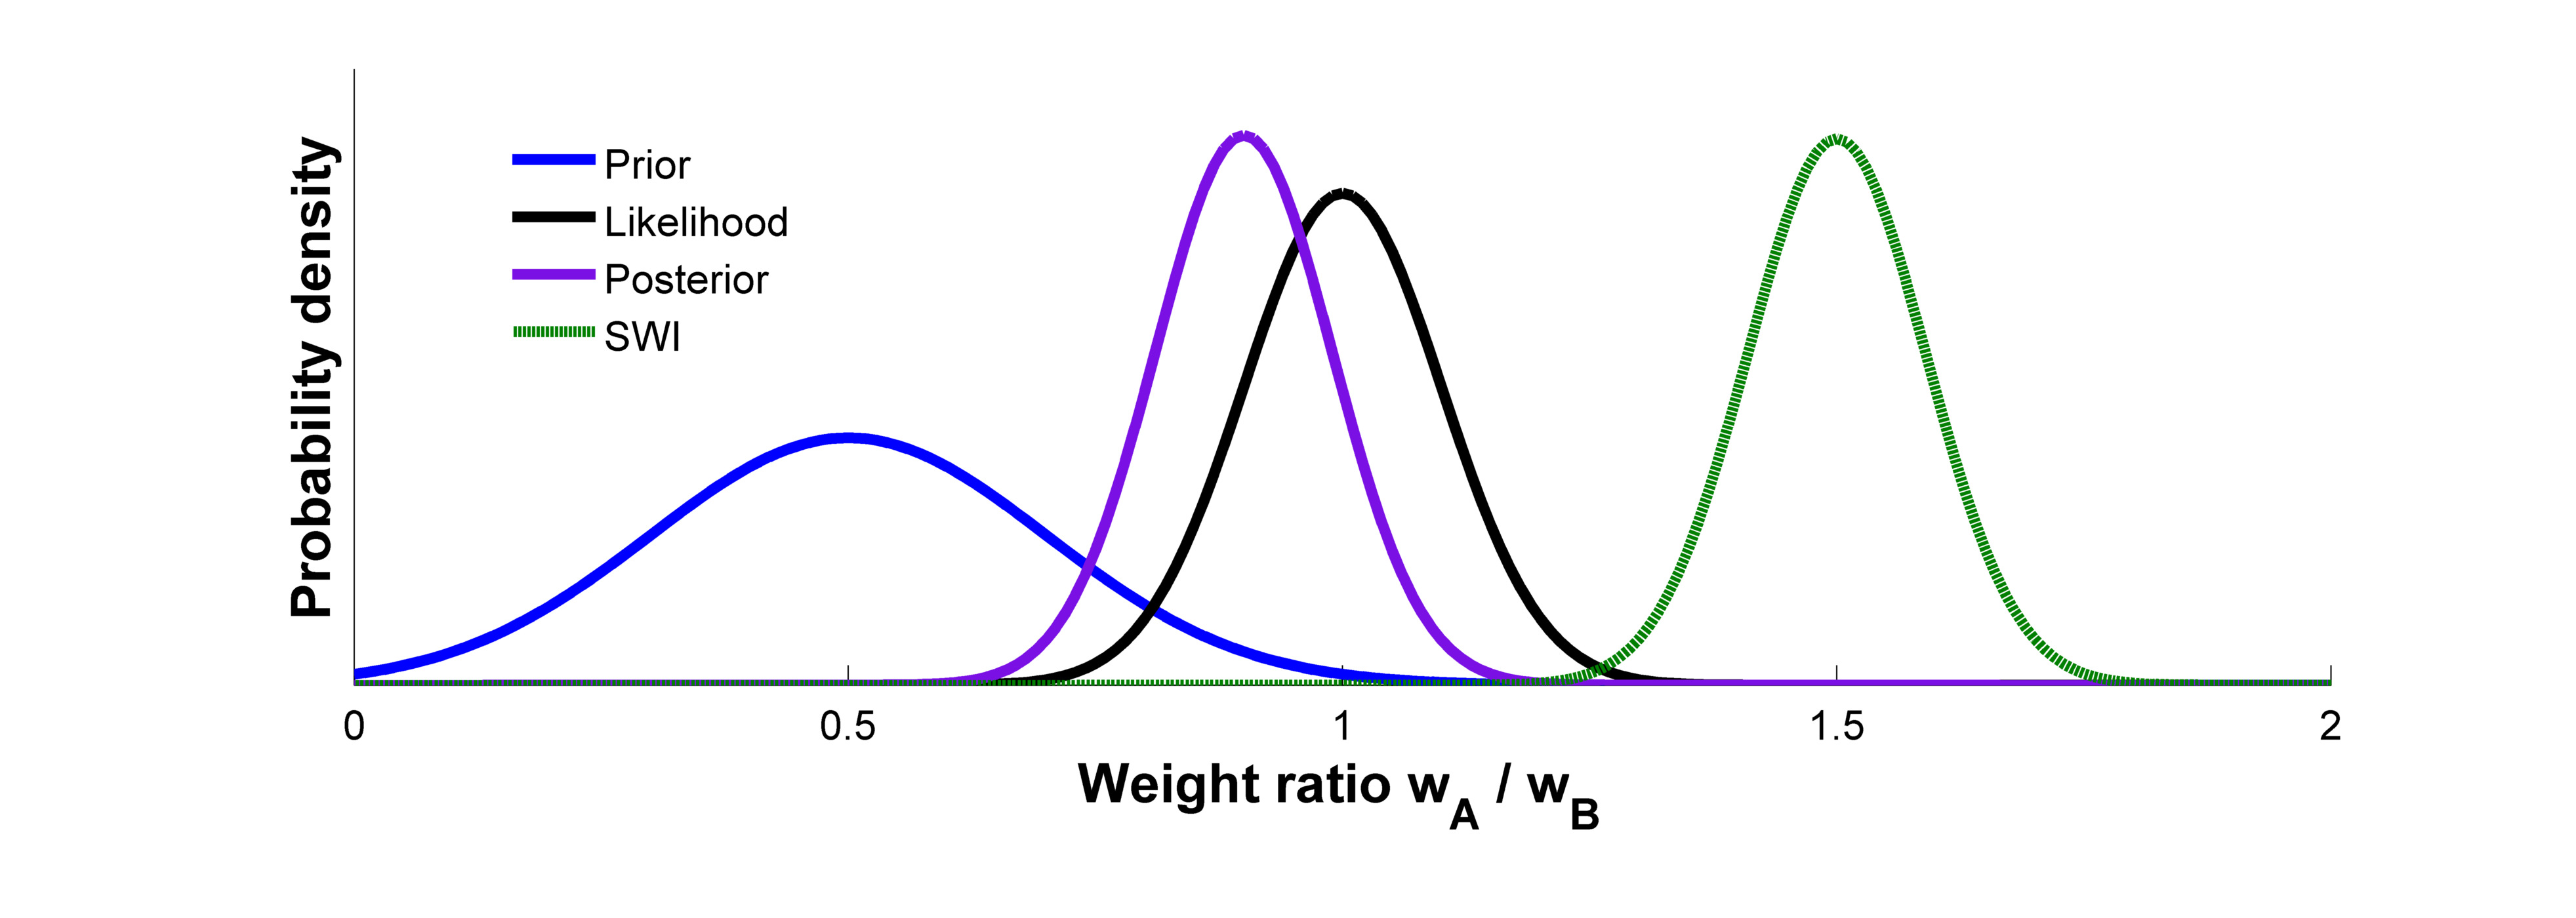 Probability density
Prior
Likelihood
Posterior
SWI
0 0.5 1 1.5 2
Weight ratio wA / wB